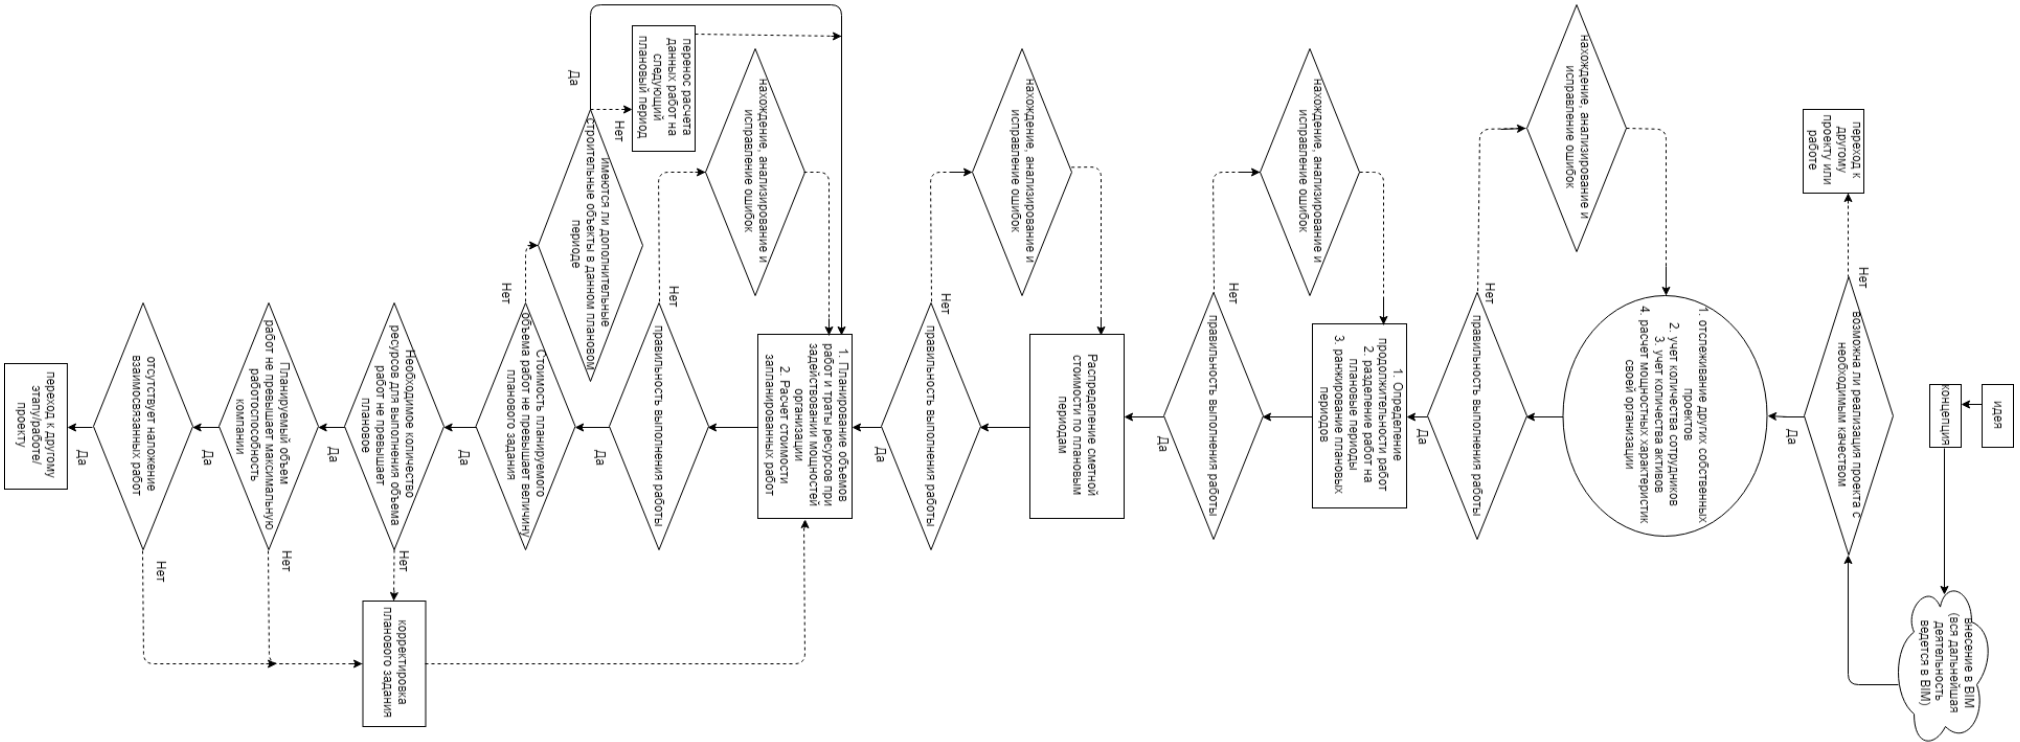 идея
концепция
внесение в BIM
(вся дальнейшая
деятельность
ведется в BIM)
возможна ли реализация проекта с
необходимым качеством
Нет
переход к
другому
проекту или
работе
Да
1. отслеживание других собственных
проектов
2. учет количества сотрудников
3. учет количества активов
4. расчет мощностных характеристик
своей организации
правильность выполнения работы
Нет
нахождение, анализирование и
исправление ошибок
Да
1. Определение
продолжительности работ
2. разделение работ на
плановые периоды
3. ранжирование плановых
периодов
правильность выполнения работы
Нет
нахождение, анализирование и
исправление ошибок
Да
Распределение сметной
стоимости по плановым
периодам
правильность выполнения работы
Нет
нахождение, анализирование и
исправление ошибок
Да
1. Планирование объемов
работ и траты ресурсов при
задействовании мощностей
организации
2. Расчет стоимости
запланированных работ
правильность выполнения работы
Нет
нахождение, анализирование и
исправление ошибок
Да
Стоимость планируемого
объема работ не превышает величину
планового задания
Нет
имеются ли дополнительные
строительные объекты в данном плановом
периоде
Нет
перенос расчета
данных работ на
следующий
плановый период
Да
Да
Необходимое количество
ресурсов для выполнения объема
работ не превышает
плановое
Нет
корректировка
планового задания
Да
Планируемый объем
работ не превышает максимальную
работоспособность
компании
Нет
Да
отсутствует наложение
взаимосвязанных работ
Нет
Да
переход к другому
этапу/работе/
проекту